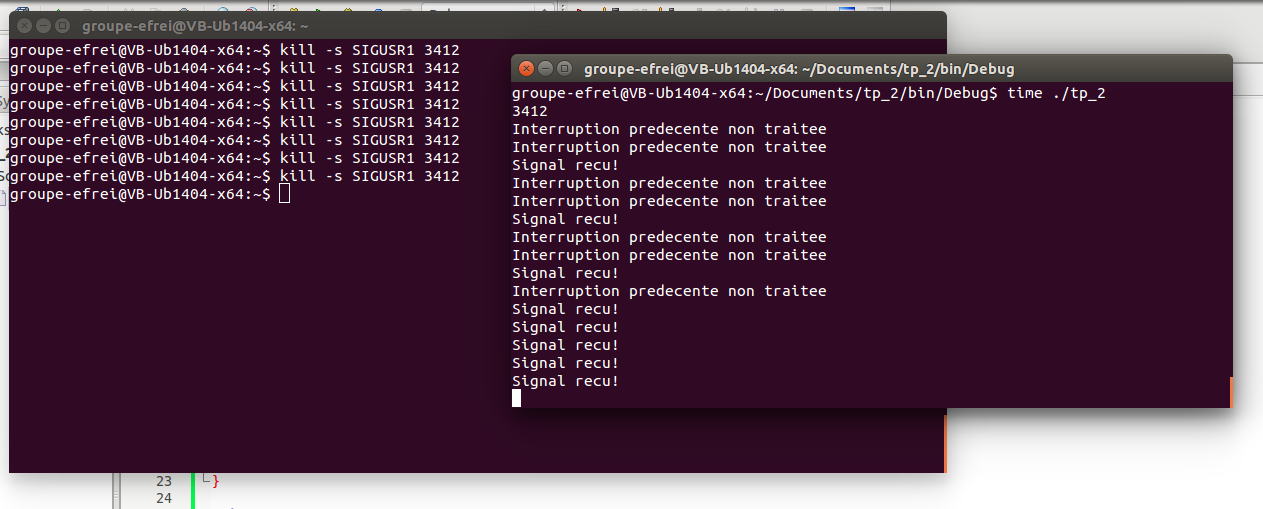 groupe-efrei@VB-Ub1404-x64: ~
groupe-efrei@VB-Ub1404-x64:~$ kill -s SIGUSR1 3412
groupe-efrei@VB-Ub1404-x64:~$ kill -s SIGUSR1 3412
groupe-efrei@VB-Ub1404-x64:~$ kill -s SIGUSR1 3412
groupe-efrei@VB-Ub1404-x64:~$ kill -s SIGUSR1 3412
groupe-efrei@VB-Ub1404-x64:~$ kill -s SIGUSR1 3412
groupe-efrei@VB-Ub1404-x64:~$ kill -s SIGUSR1 3412
groupe-efrei@VB-Ub1404-x64:~$ kill -s SIGUSR1 3412
groupe-efrei@VB-Ub1404-x64:~$ kill -s SIGUSR1 3412
groupe-efrei@VB-Ub1404-x64:~$
groupe-efrei@VB-Ub1404-x64: ~/Documents/tp_2/bin/Debug
groupe-efrei@VB-Ub1404-x64:~/Documents/tp_2/bin/Debug$ time ./tp_2
3412
Interruption predecente non traitee
Interruption predecente non traitee
Signal recu!
Interruption predecente non traitee
Interruption predecente non traitee
Signal recu!
Interruption predecente non traitee
Interruption predecente non traitee
Signal recu!
Interruption predecente non traitee
Signal recu!
Signal recu!
Signal recu!
Signal recu!
Signal recu!
23 }
24